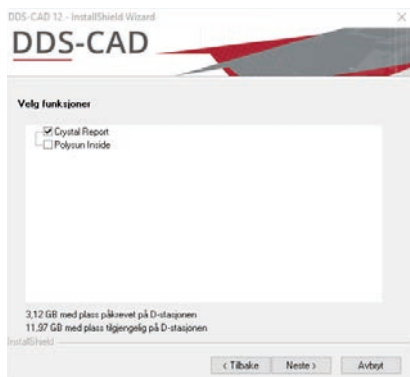 DDS-CAD 12 - InstallShield Wizard
DDS-CAD
Velg funksjoner
Crystal Report
Polysun Inside
3,12 GB med plass påkrevet på D-stasjonen
11,97 GB med plass tilgjengelig på D-stasjonen
InstallShield
< Tilbake Neste > Avbryt